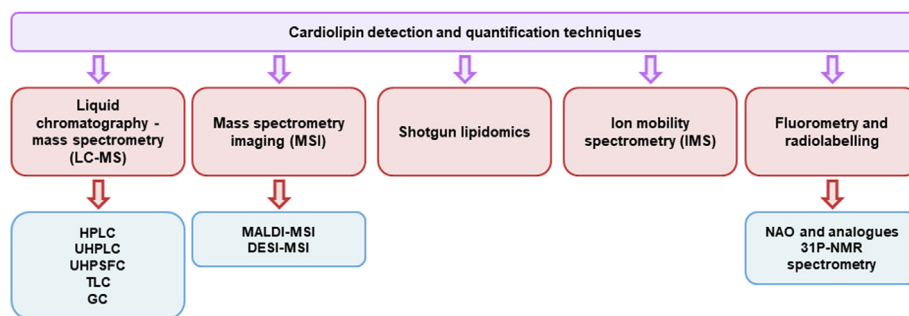 Cardiolipin detection and quantification techniques
Liquid
chromatography -
mass spectrometry
(LC-MS)
Mass spectrometry
imaging (MSI)
Shotgun lipidomics
Ion mobility
spectrometry (IMS)
Fluorometry and
radiolabelling
HPLC
UHPLC
UHPSFC
TLC
GC
MALDI-MSI
DESI-MSI
NAO and analogues
31P-NMR
spectrometry